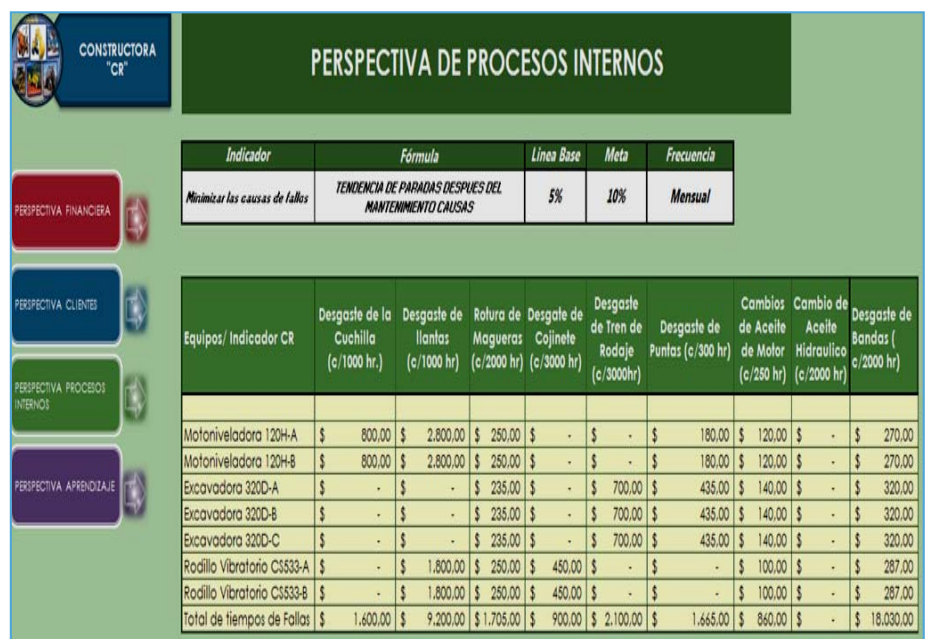 CONSTRUCTORA
"CR"
PERSPECTIVA DE PROCESOS INTERNOS
Indicador Fórmula Linea Base Meta Frecuencia
Minimizar las causas de fallos TENDENCIA DE PARADAS DESPUES DEL MANTENIMIENTO CAUSAS 5% 10% Mensual
PERSPECTIVA FINANCIERA
PERSPECTIVA CLIENTES
PERSPECTIVA PROCESOS
INTERNOS
PERSPECTIVA APRENDIZAJE
Equipos/ Indicador CR Desgaste de la Cuchilla (c/1000 hr.) Desgaste de llantas (c/1000 hr) Rotura de Magueras (c/2000 hr) Desgate de Cojinete (c/3000 hr) Desgaste de Tren de Rodaje (c/3000hr) Desgaste de Puntas (c/300 hr) Cambios de Aceite de Motor (c/250 hr) Cambio de Aceite Hidraulico (c/2000 hr) Desgaste de Bandas ( c/2000 hr)
Motoniveladora 120H-A $ 800,00 $ 2.800,00 $ 250,00 $ - $ - $ 180,00 $ 120,00 $ - $ 270,00
Motoniveladora 120H-B $ 800,00 $ 2.800,00 $ 250,00 $ - $ - $ 180,00 $ 120,00 $ - $ 270,00
Excavadora 320D-A $ - $ - $ 235,00 $ - $ 700,00 $ 435,00 $ 140,00 $ - $ 320,00
Excavadora 320D-B $ - $ - $ 235,00 $ - $ 700,00 $ 435,00 $ 140,00 $ - $ 320,00
Excavadora 320D-C $ - $ - $ 235,00 $ - $ 700,00 $ 435,00 $ 140,00 $ - $ 320,00
Rodillo Vibratorio CS533-A $ - $ 1.800,00 $ 250,00 $ 450,00 $ - $ - $ 100,00 $ - $ 287,00
Rodillo Vibratorio CS533-B $ - $ 1.800,00 $ 250,00 $ 450,00 $ - $ - $ 100,00 $ - $ 287,00
Total de tiempos de Fallas $ 1.600,00 $ 9.200,00 $ 1.705,00 $ 900,00 $ 2.100,00 $ 1.665,00 $ 860,00 $ - $ 18.030,00